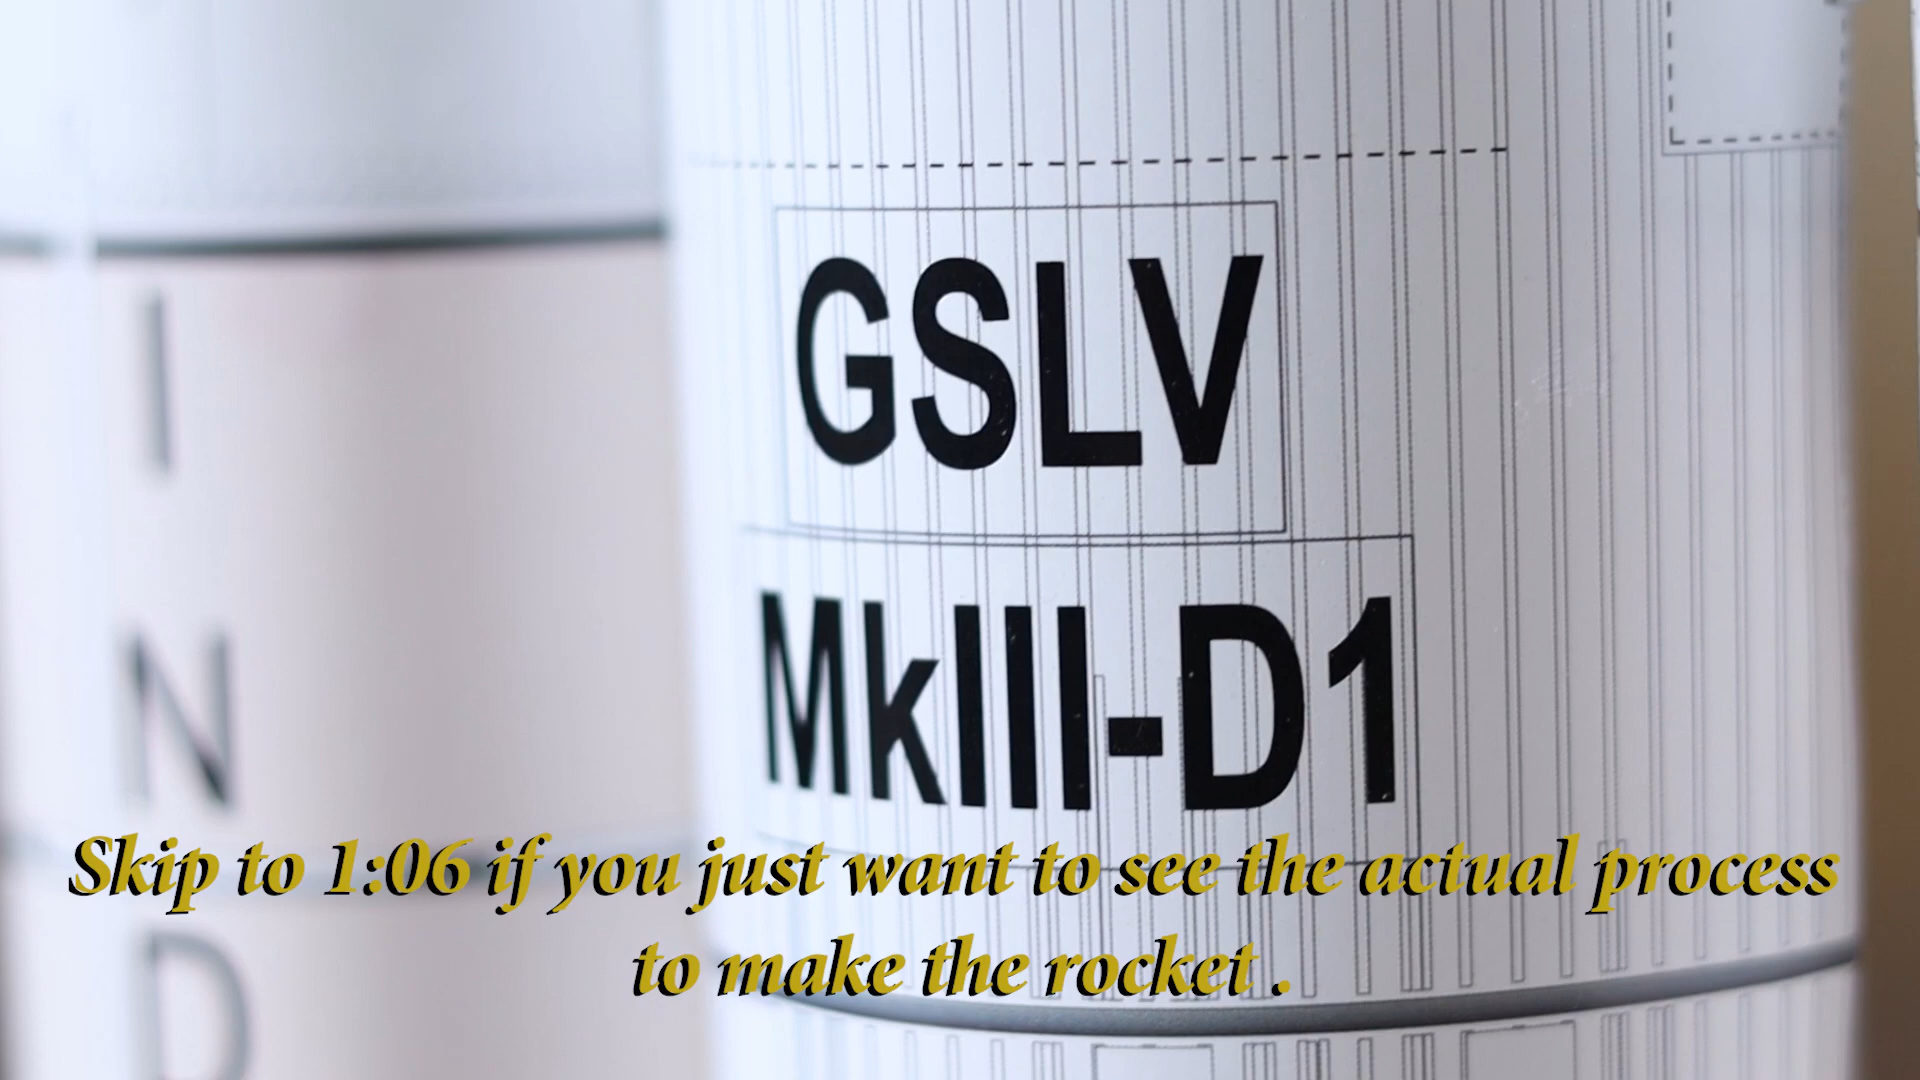 I
N
D
GSLV
MkIII-D1
Skip to 1:06 if you just want to see the actual process
to make the rocket .